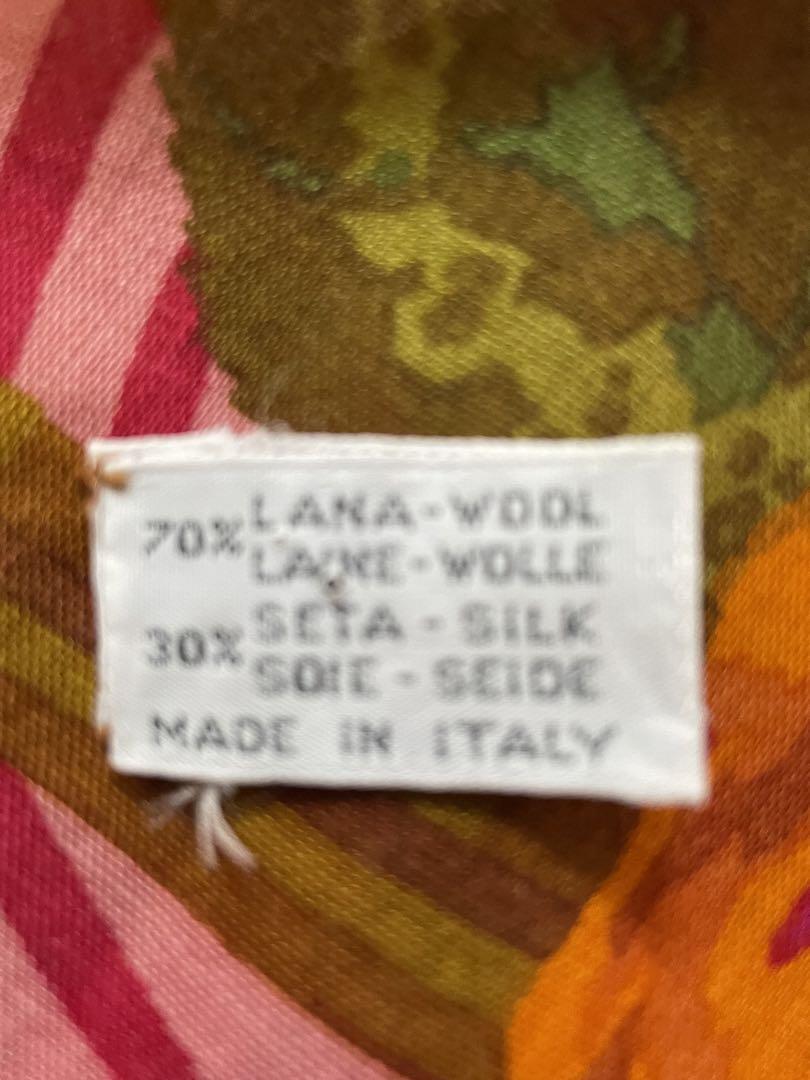 70% LANA-WOOL
LAINE-WOLLE
30% SETA-SILK
SOIE-SEIDE
MADE IN ITALY